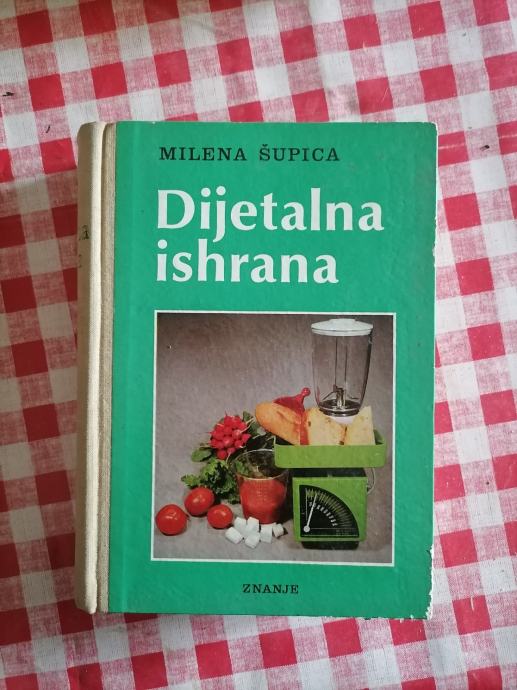 MILENA ŠUPICA
Dijetalna
ishrana
ZNANJE